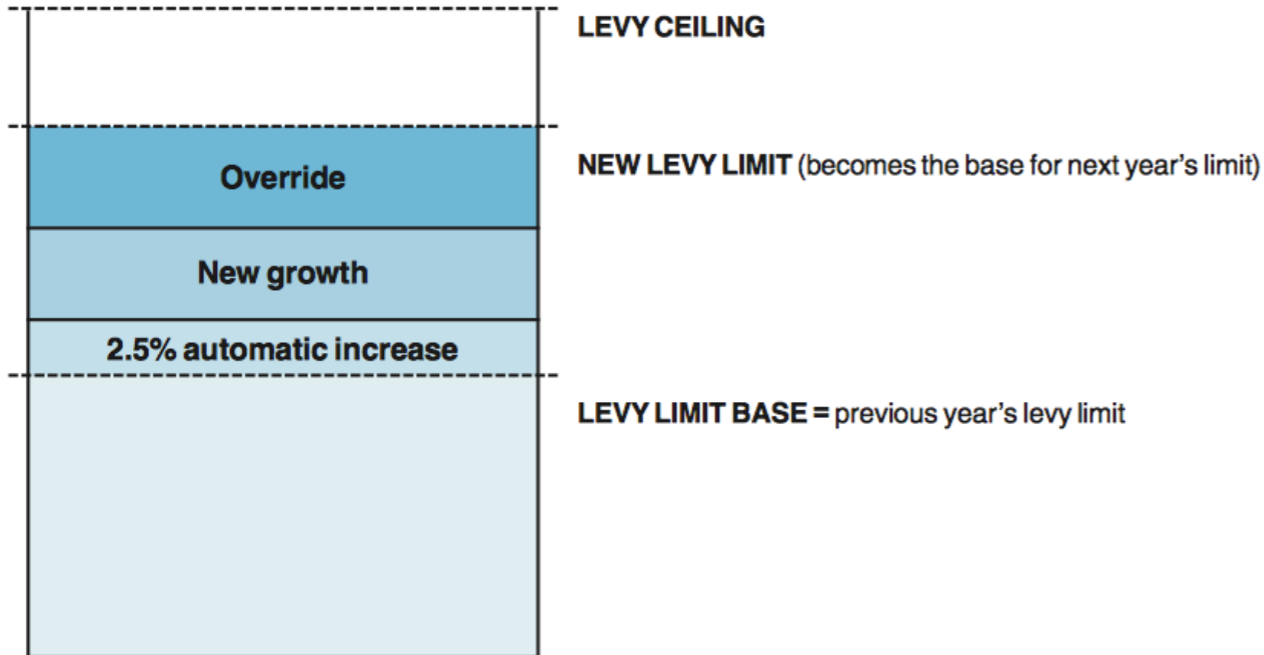 LEVY CEILING
NEW LEVY LIMIT (becomes the base for next year’s limit)
Override
New growth
2.5% automatic increase
LEVY LIMIT BASE = previous year’s levy limit